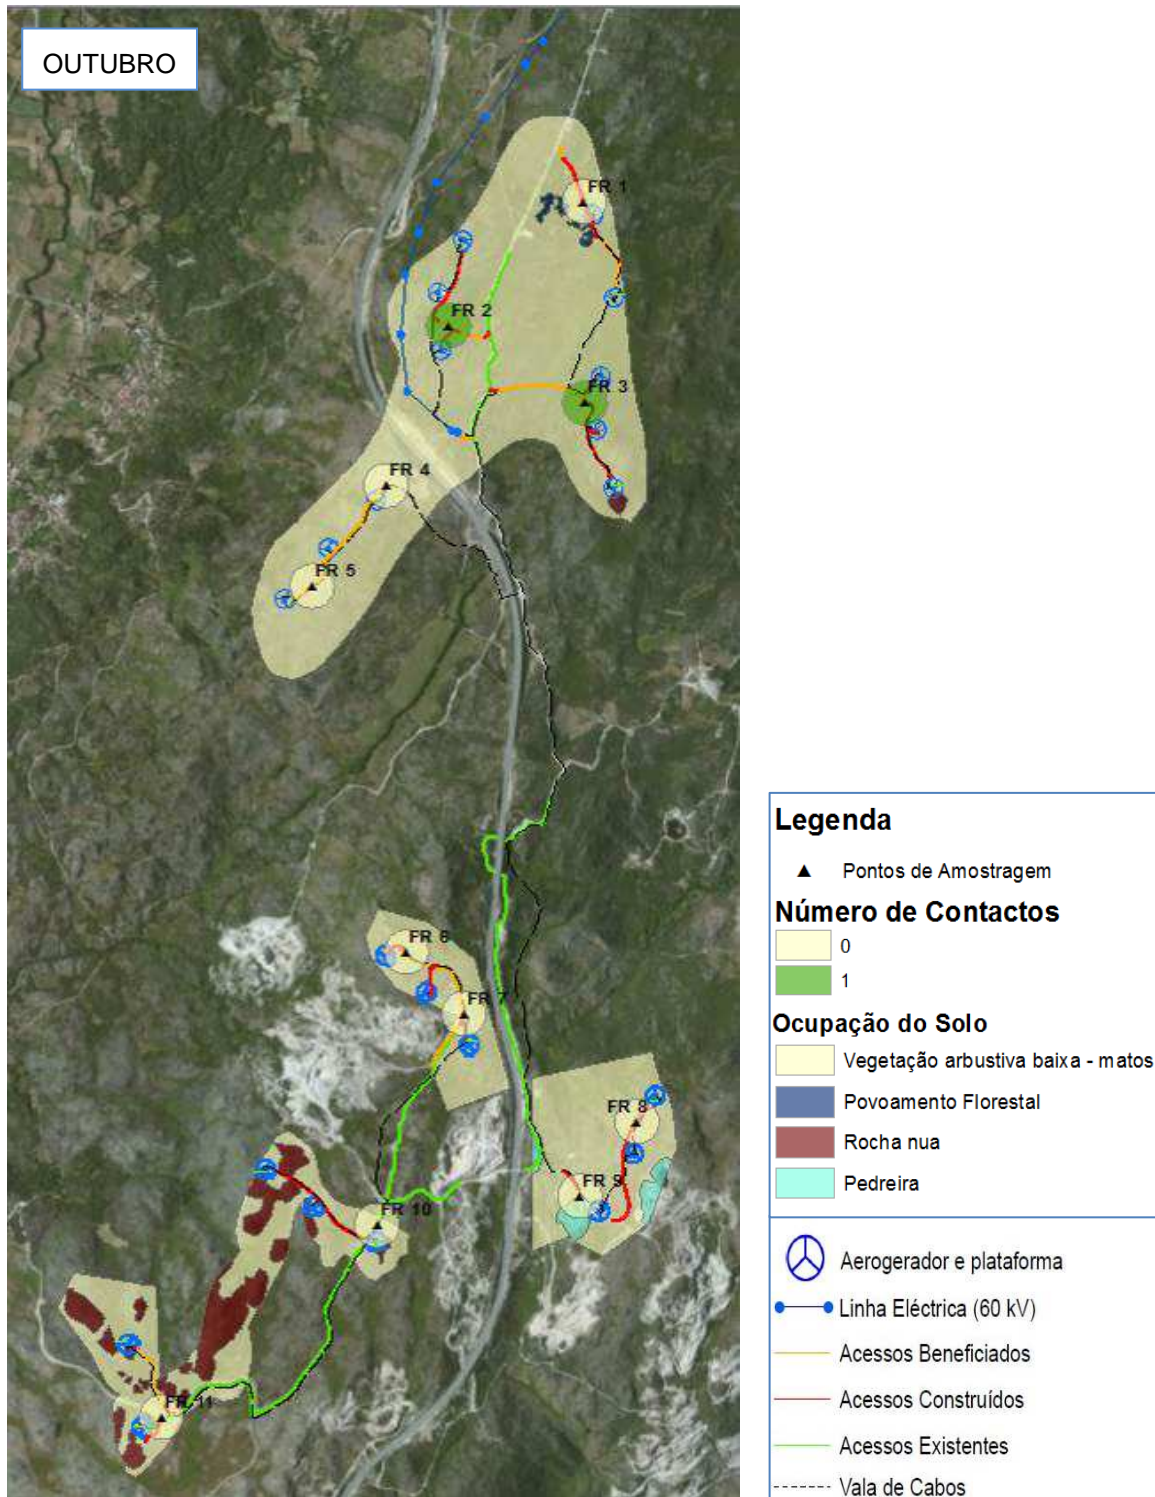 OUTUBRO
FR 1
FR 2
FR 3
FR 4
FR 5
FR 6
FR 7
FR 8
FR 9
FR 10
FR 11
Legenda
Pontos de Amostragem
Número de Contactos
0
1
Ocupação do Solo
Vegetação arbustiva baixa - matos
Povoamento Florestal
Rocha nua
Pedreira
Aerogerador e plataforma
Linha Eléctrica (60 kV)
Acessos Beneficiados
Acessos Construídos
Acessos Existentes
Vala de Cabos